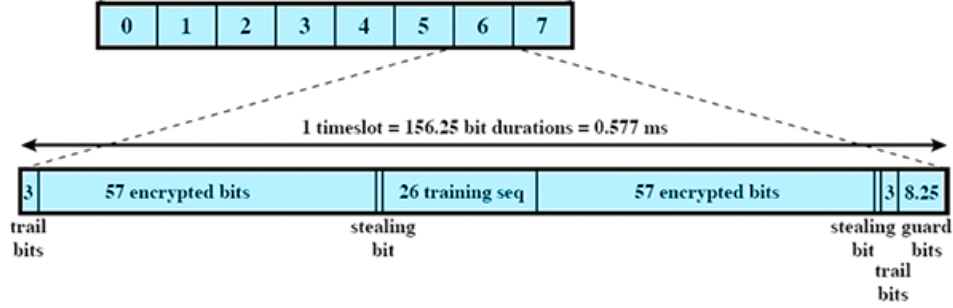 0 1 2 3 4 5 6 7
1 timeslot = 156.25 bit durations = 0.577 ms
3 57 encrypted bits 26 training seq 57 encrypted bits 3 8.25
trail stealing stealing guard
bits bit bit bits
trail
bits